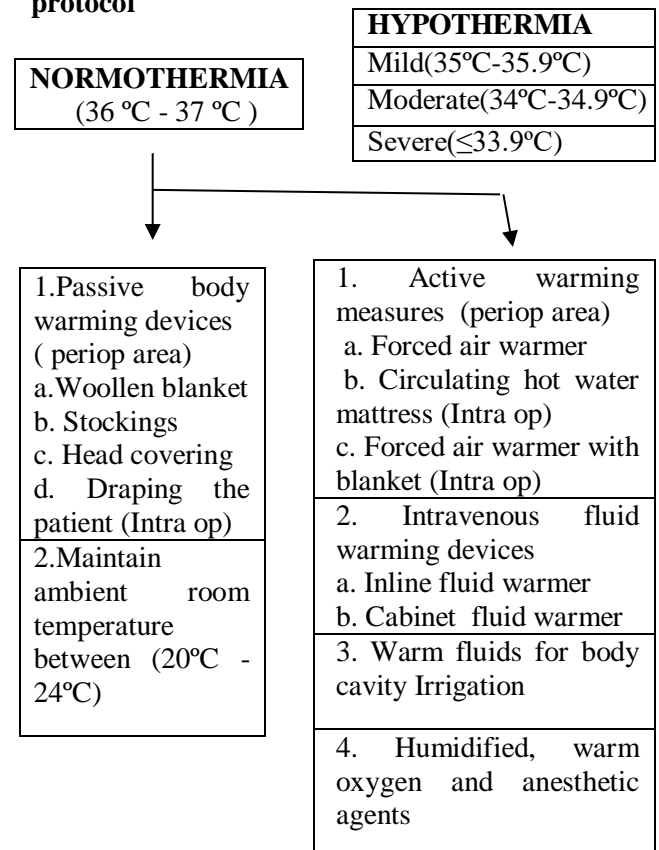 protocol
NORMOTHERMIA
(36 ºC - 37 ºC )
HYPOTHERMIA
Mild(35ºC-35.9ºC)
Moderate(34ºC-34.9ºC)
Severe(≤33.9ºC)
1.Passive body
warming devices
( periop area)
a.Woollen blanket
b. Stockings
c. Head covering
d. Draping the
patient (Intra op)
2.Maintain
ambient room
temperature
between (20ºC -
24ºC)
1. Active warming
measures (periop area)
a. Forced air warmer
b. Circulating hot water
mattress (Intra op)
c. Forced air warmer with
blanket (Intra op)
2. Intravenous fluid
warming devices
a. Inline fluid warmer
b. Cabinet fluid warmer
3. Warm fluids for body
cavity Irrigation
4. Humidified, warm
oxygen and anesthetic
agents